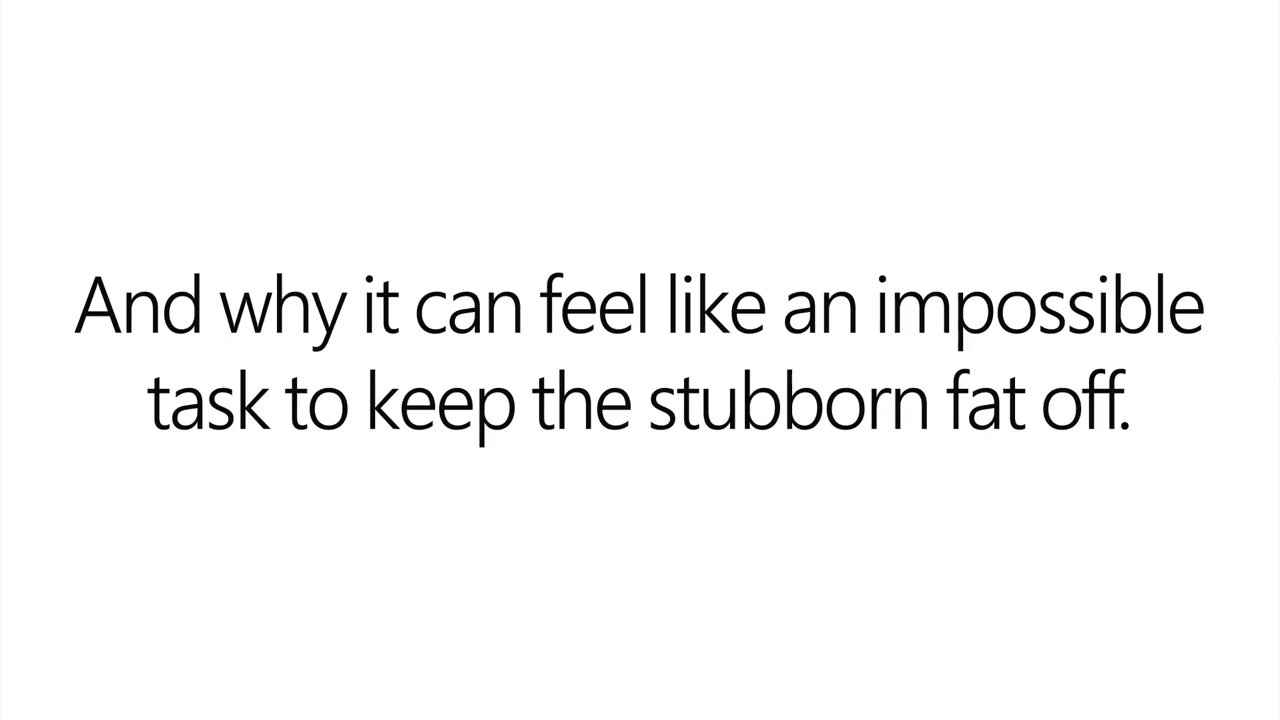 And why it can feel like an impossible
task to keep the stubborn fat off.